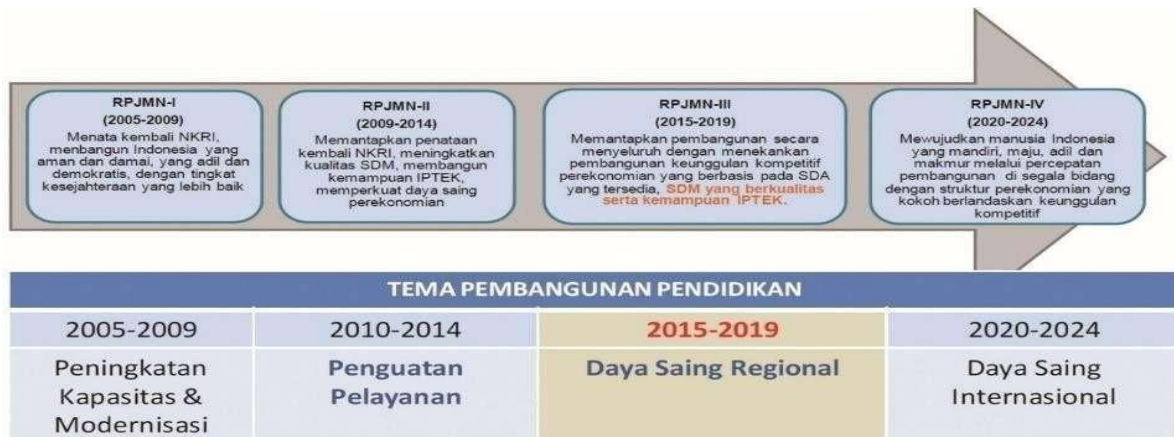 RPJMN-I
(2005-2009)
Menata kembali NKRI,
menbangun Indonesia yang
aman dan damai, yang adil dan
demokratis, dengan tingkat
kesejahteraan yang lebih baik
RPJMN-II
(2009-2014)
Memantapkan penataan
kembali NKRI, meningkatkan
kualitas SDM, membangun
kemampuan IPTEK,
memperkuat daya saing
perekonomian
RPJMN-III
(2015-2019)
Memantapkan pembangunan secara
menyeluruh dengan menekankan
pembangunan keunggulan kompetitif
perekonomian yang berbasis pada SDA
yang tersedia, SDM yang berkualitas
serta kemampuan IPTEK.
RPJMN-IV
(2020-2024)
Mewujudkan manusia Indonesia
yang mandiri, maju, adil dan
makmur melalui percepatan
pembangunan di segala bidang
dengan struktur perekonomian yang
kokoh berlandaskan keunggulan
kompetitif
TEMA PEMBANGUNAN PENDIDIKAN
2005-2009
2010-2014
2015-2019
2020-2024
Peningkatan
Kapasitas &
Modernisasi
Penguatan
Pelayanan
Daya Saing Regional
Daya Saing
Internasional